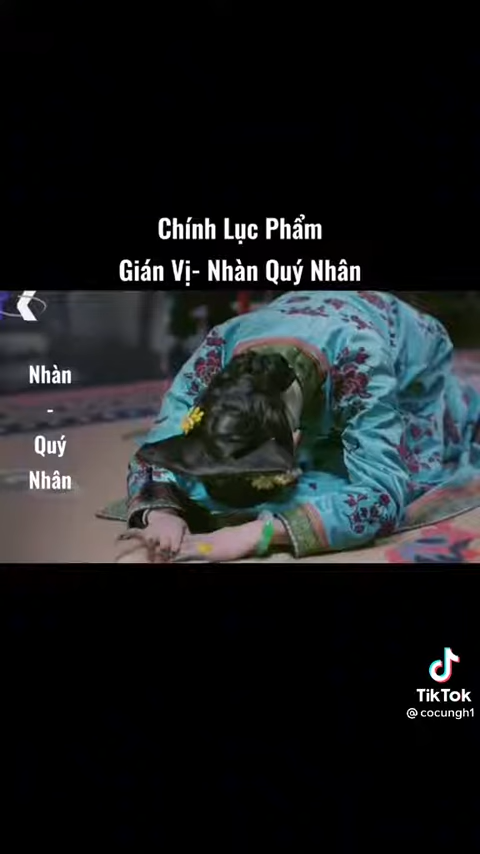 Chính Lục Phẩm
Gián Vị- Nhàn Quý Nhân
Nhàn
-
Quý
Nhân
TikTok
@cocungh1